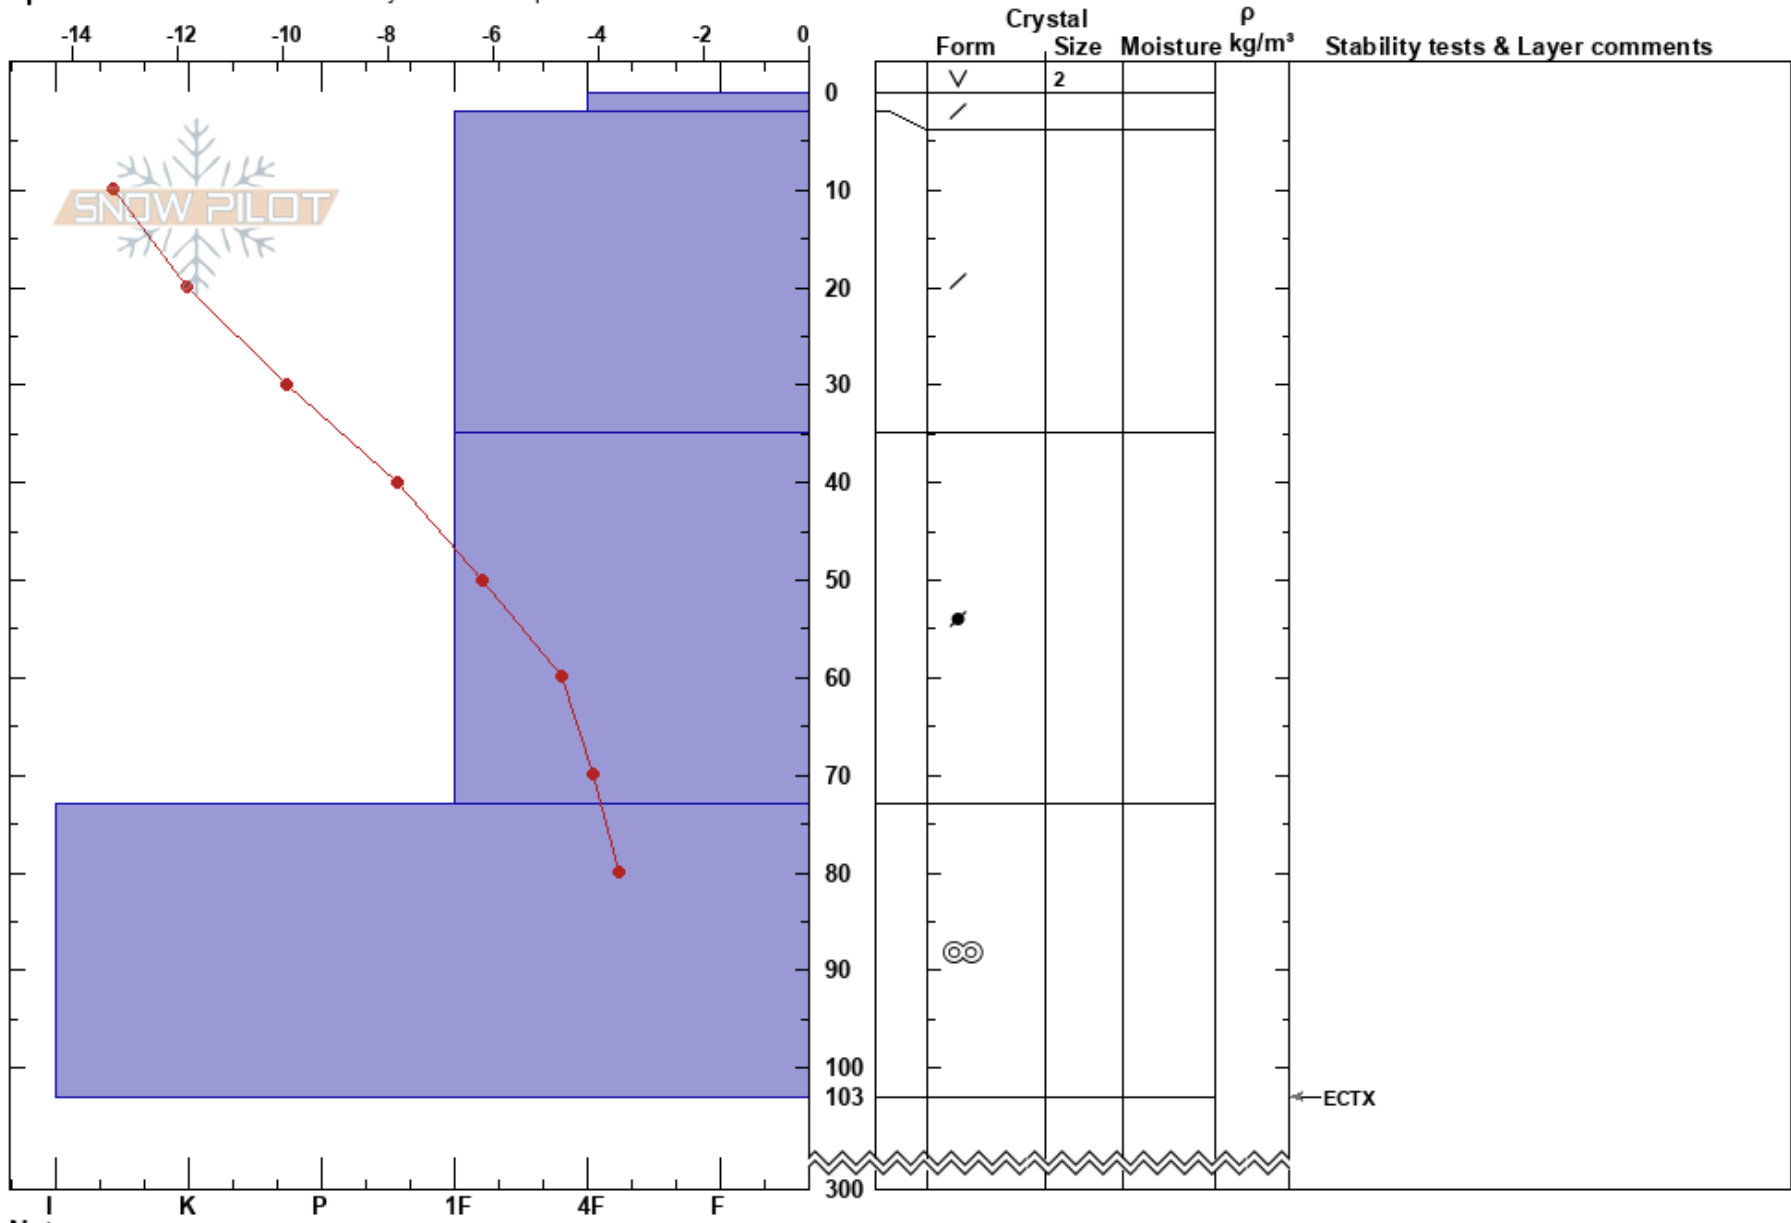 Crystal ρ
-14 -12 -10 -8 -6 -4 -2 0 Form Size Moisture kg/m³ Stability tests & Layer comments
2
0
SNOW PILOT
10
20
30
40
50
60
70
80
90
100
103 ECTX
300
I K P 1F 4F F